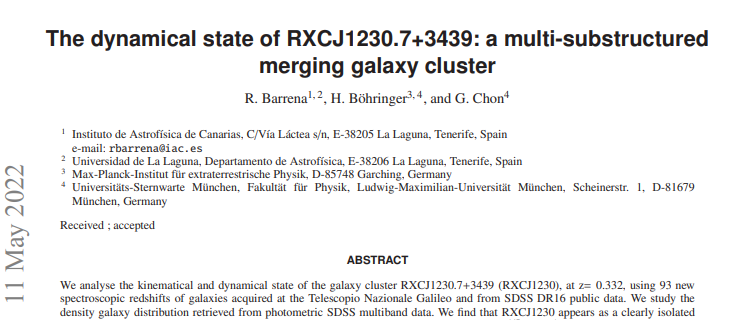 The dynamical state of RXCJ1230.7+3439: a multi-substructured
merging galaxy cluster
R. Barrena1, 2, H. Böhringer3, 4, and G. Chon4
1 Instituto de Astrofísica de Canarias, C/Vía Láctea s/n, E-38205 La Laguna, Tenerife, Spain
e-mail: rbarrena@iac.es
2 Universidad de La Laguna, Departamento de Astrofísica, E-38206 La Laguna, Tenerife, Spain
3 Max-Planck-Institut für extraterrestrische Physik, D-85748 Garching, Germany
4 Universitäts-Sternwarte München, Fakultät für Physik, Ludwig-Maximilian-Universität München, Scheinerstr. 1, D-81679
München, Germany
Received ; accepted
11 May 2022
ABSTRACT
We analyse the kinematical and dynamical state of the galaxy cluster RXCJ1230.7+3439 (RXCJ1230), at z= 0.332, using 93 new
spectroscopic redshifts of galaxies acquired at the Telescopio Nazionale Galileo and from SDSS DR16 public data. We study the
density galaxy distribution retrieved from photometric SDSS multiband data. We find that RXCJ1230 appears as a clearly isolated